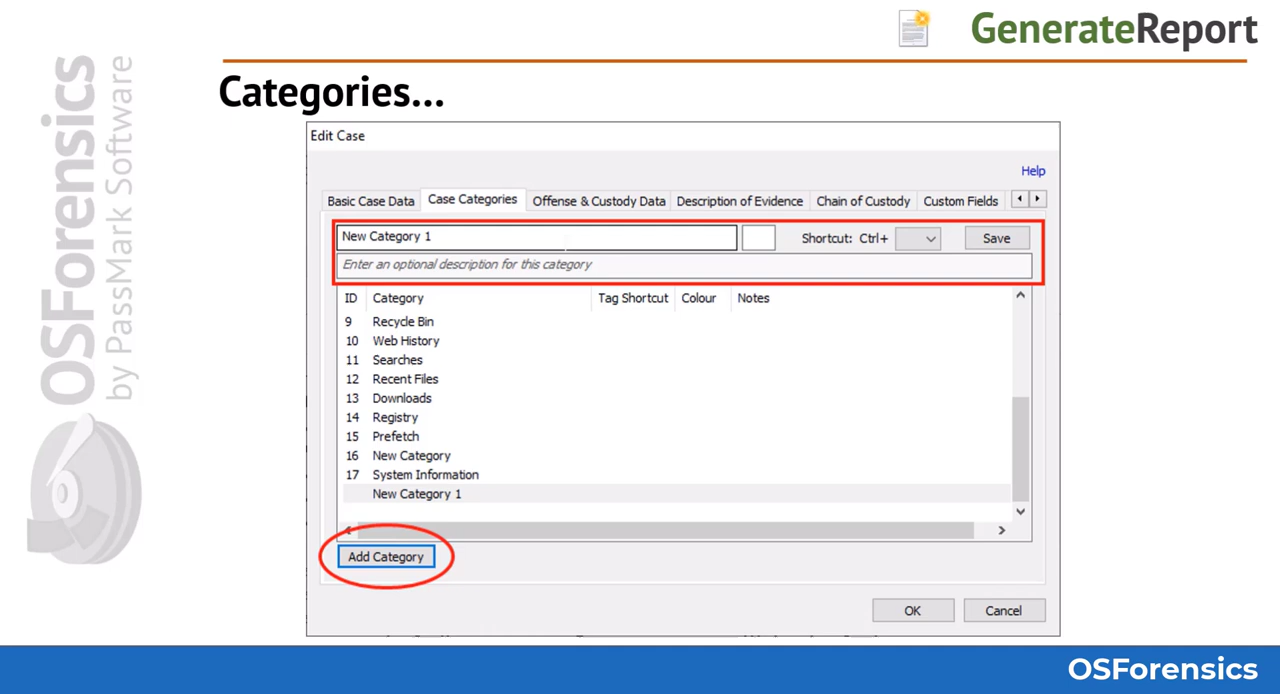 GenerateReport
OSForensics
by PassMark Software
Categories...
Edit Case
Help
Basic Case Data Case Categories Offense & Custody Data Description of Evidence Chain of Custody Custom Fields
New Category 1 Shortcut: Ctrl+ Save
Enter an optional description for this category
ID Category Tag Shortcut Colour Notes
9 Recycle Bin
10 Web History
11 Searches
12 Recent Files
13 Downloads
14 Registry
15 Prefetch
16 New Category
17 System Information
New Category 1
Add Category
OK Cancel
OSForensics